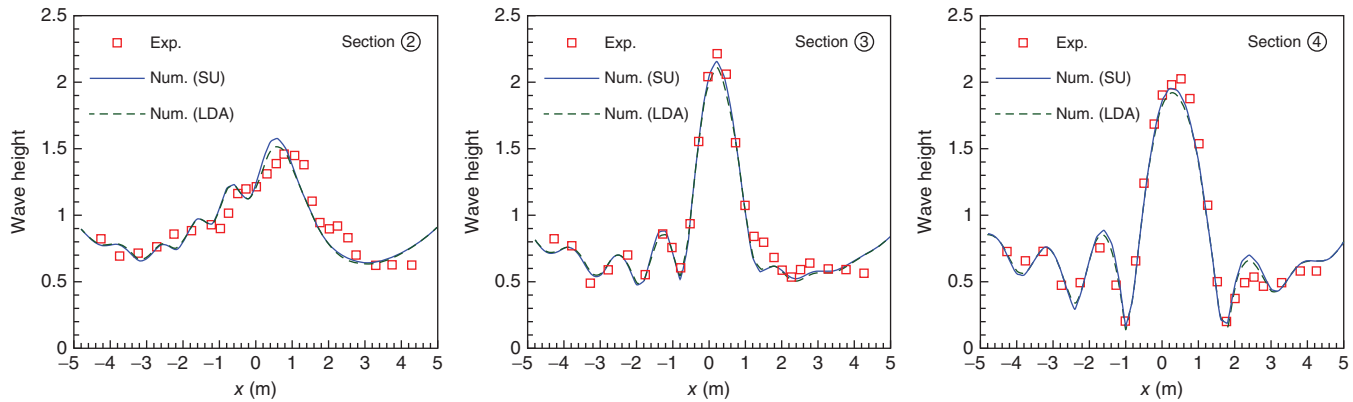 2.5
Exp.
Section ②
2
Num. (SU)
Num. (LDA)
Wave height
1.5
1
0.5
0
−5 −4 −3 −2 −1 0 1 2 3 4 5
x (m)
2.5
Exp.
Section ③
2
Num. (SU)
Num. (LDA)
Wave height
1.5
1
0.5
0
−5 −4 −3 −2 −1 0 1 2 3 4 5
x (m)
2.5
Exp.
Section ④
2
Num. (SU)
Num. (LDA)
Wave height
1.5
1
0.5
0
−5 −4 −3 −2 −1 0 1 2 3 4 5
x (m)